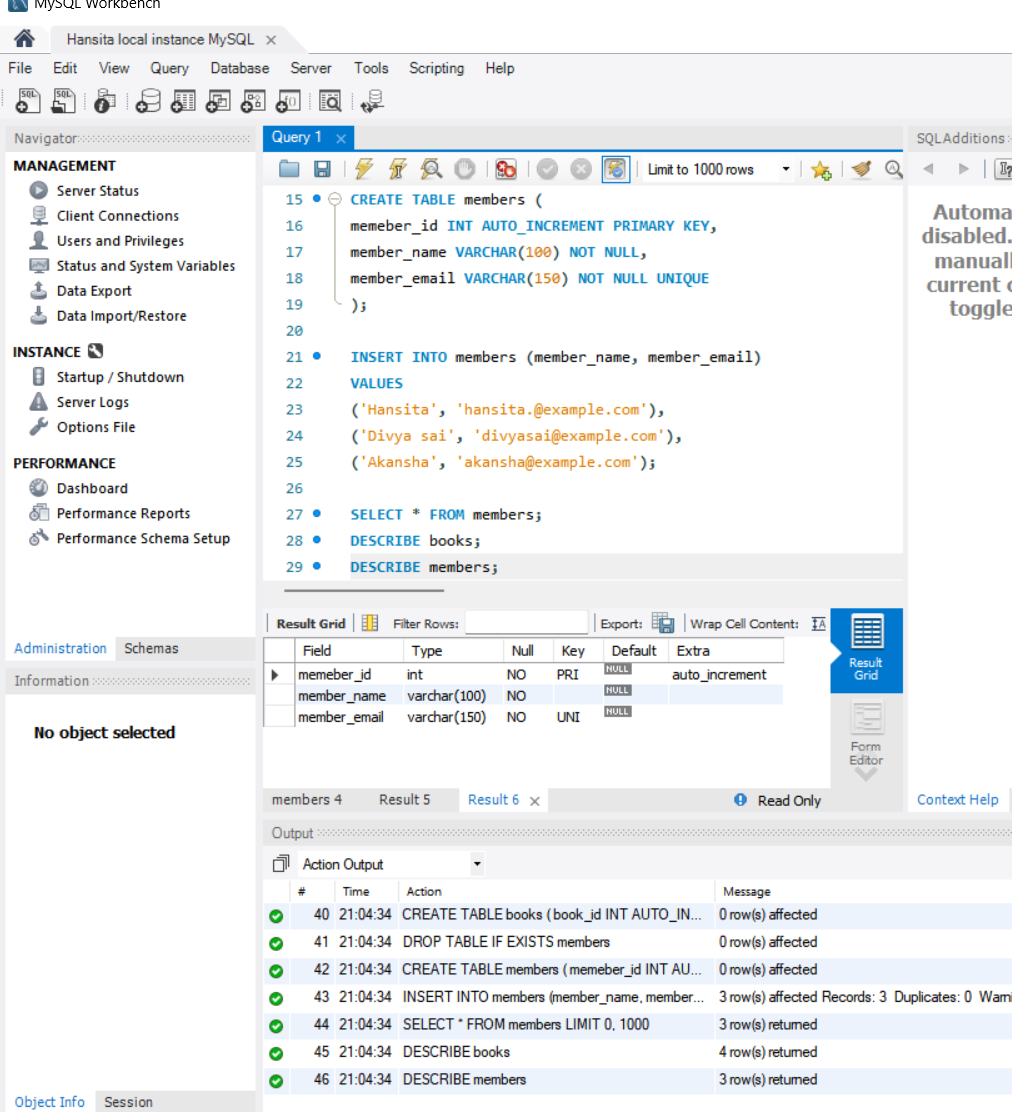 MySQL Workbench
Hansita local instance MySQL
File Edit View Query Database Server Tools Scripting Help
Navigator
MANAGEMENT
Server Status
Client Connections
Users and Privileges
Status and System Variables
Data Export
Data Import/Restore
INSTANCE
Startup / Shutdown
Server Logs
Options File
PERFORMANCE
Dashboard
Performance Reports
Performance Schema Setup
Administration Schemas
Information
No object selected
Object Info Session
Query 1
Limit to 1000 rows
15 CREATE TABLE members (
16 memeber_id INT AUTO_INCREMENT PRIMARY KEY,
17 member_name VARCHAR(100) NOT NULL,
18 member_email VARCHAR(150) NOT NULL UNIQUE
19 );
20
21 INSERT INTO members (member_name, member_email)
22 VALUES
23 ('Hansita', 'hansita.@example.com'),
24 ('Divya sai', 'divyasai@example.com'),
25 ('Akansha', 'akansha@example.com');
26
27 SELECT * FROM members;
28 DESCRIBE books;
29 DESCRIBE members;
Result Grid Filter Rows: Export: Wrap Cell Content:
Field Type Null Key Default Extra
memeber_id int NO PRI NULL auto_increment
member_name varchar(100) NO NULL
member_email varchar(150) NO UNI NULL
Result
Grid
Form
Editor
members 4 Result 5 Result 6 Read Only
SQLAdditions
Automa
disabled.
manuall
current c
toggle
Context Help
Output
Action Output
# Time Action Message
40 21:04:34 CREATE TABLE books ( book_id INT AUTO_IN... 0 row(s) affected
41 21:04:34 DROP TABLE IF EXISTS members 0 row(s) affected
42 21:04:34 CREATE TABLE members ( memeber_id INT AU... 0 row(s) affected
43 21:04:34 INSERT INTO members (member_name, member... 3 row(s) affected Records: 3 Duplicates: 0 Warni
44 21:04:34 SELECT * FROM members LIMIT 0, 1000 3 row(s) returned
45 21:04:34 DESCRIBE books 4 row(s) returned
46 21:04:34 DESCRIBE members 3 row(s) returned